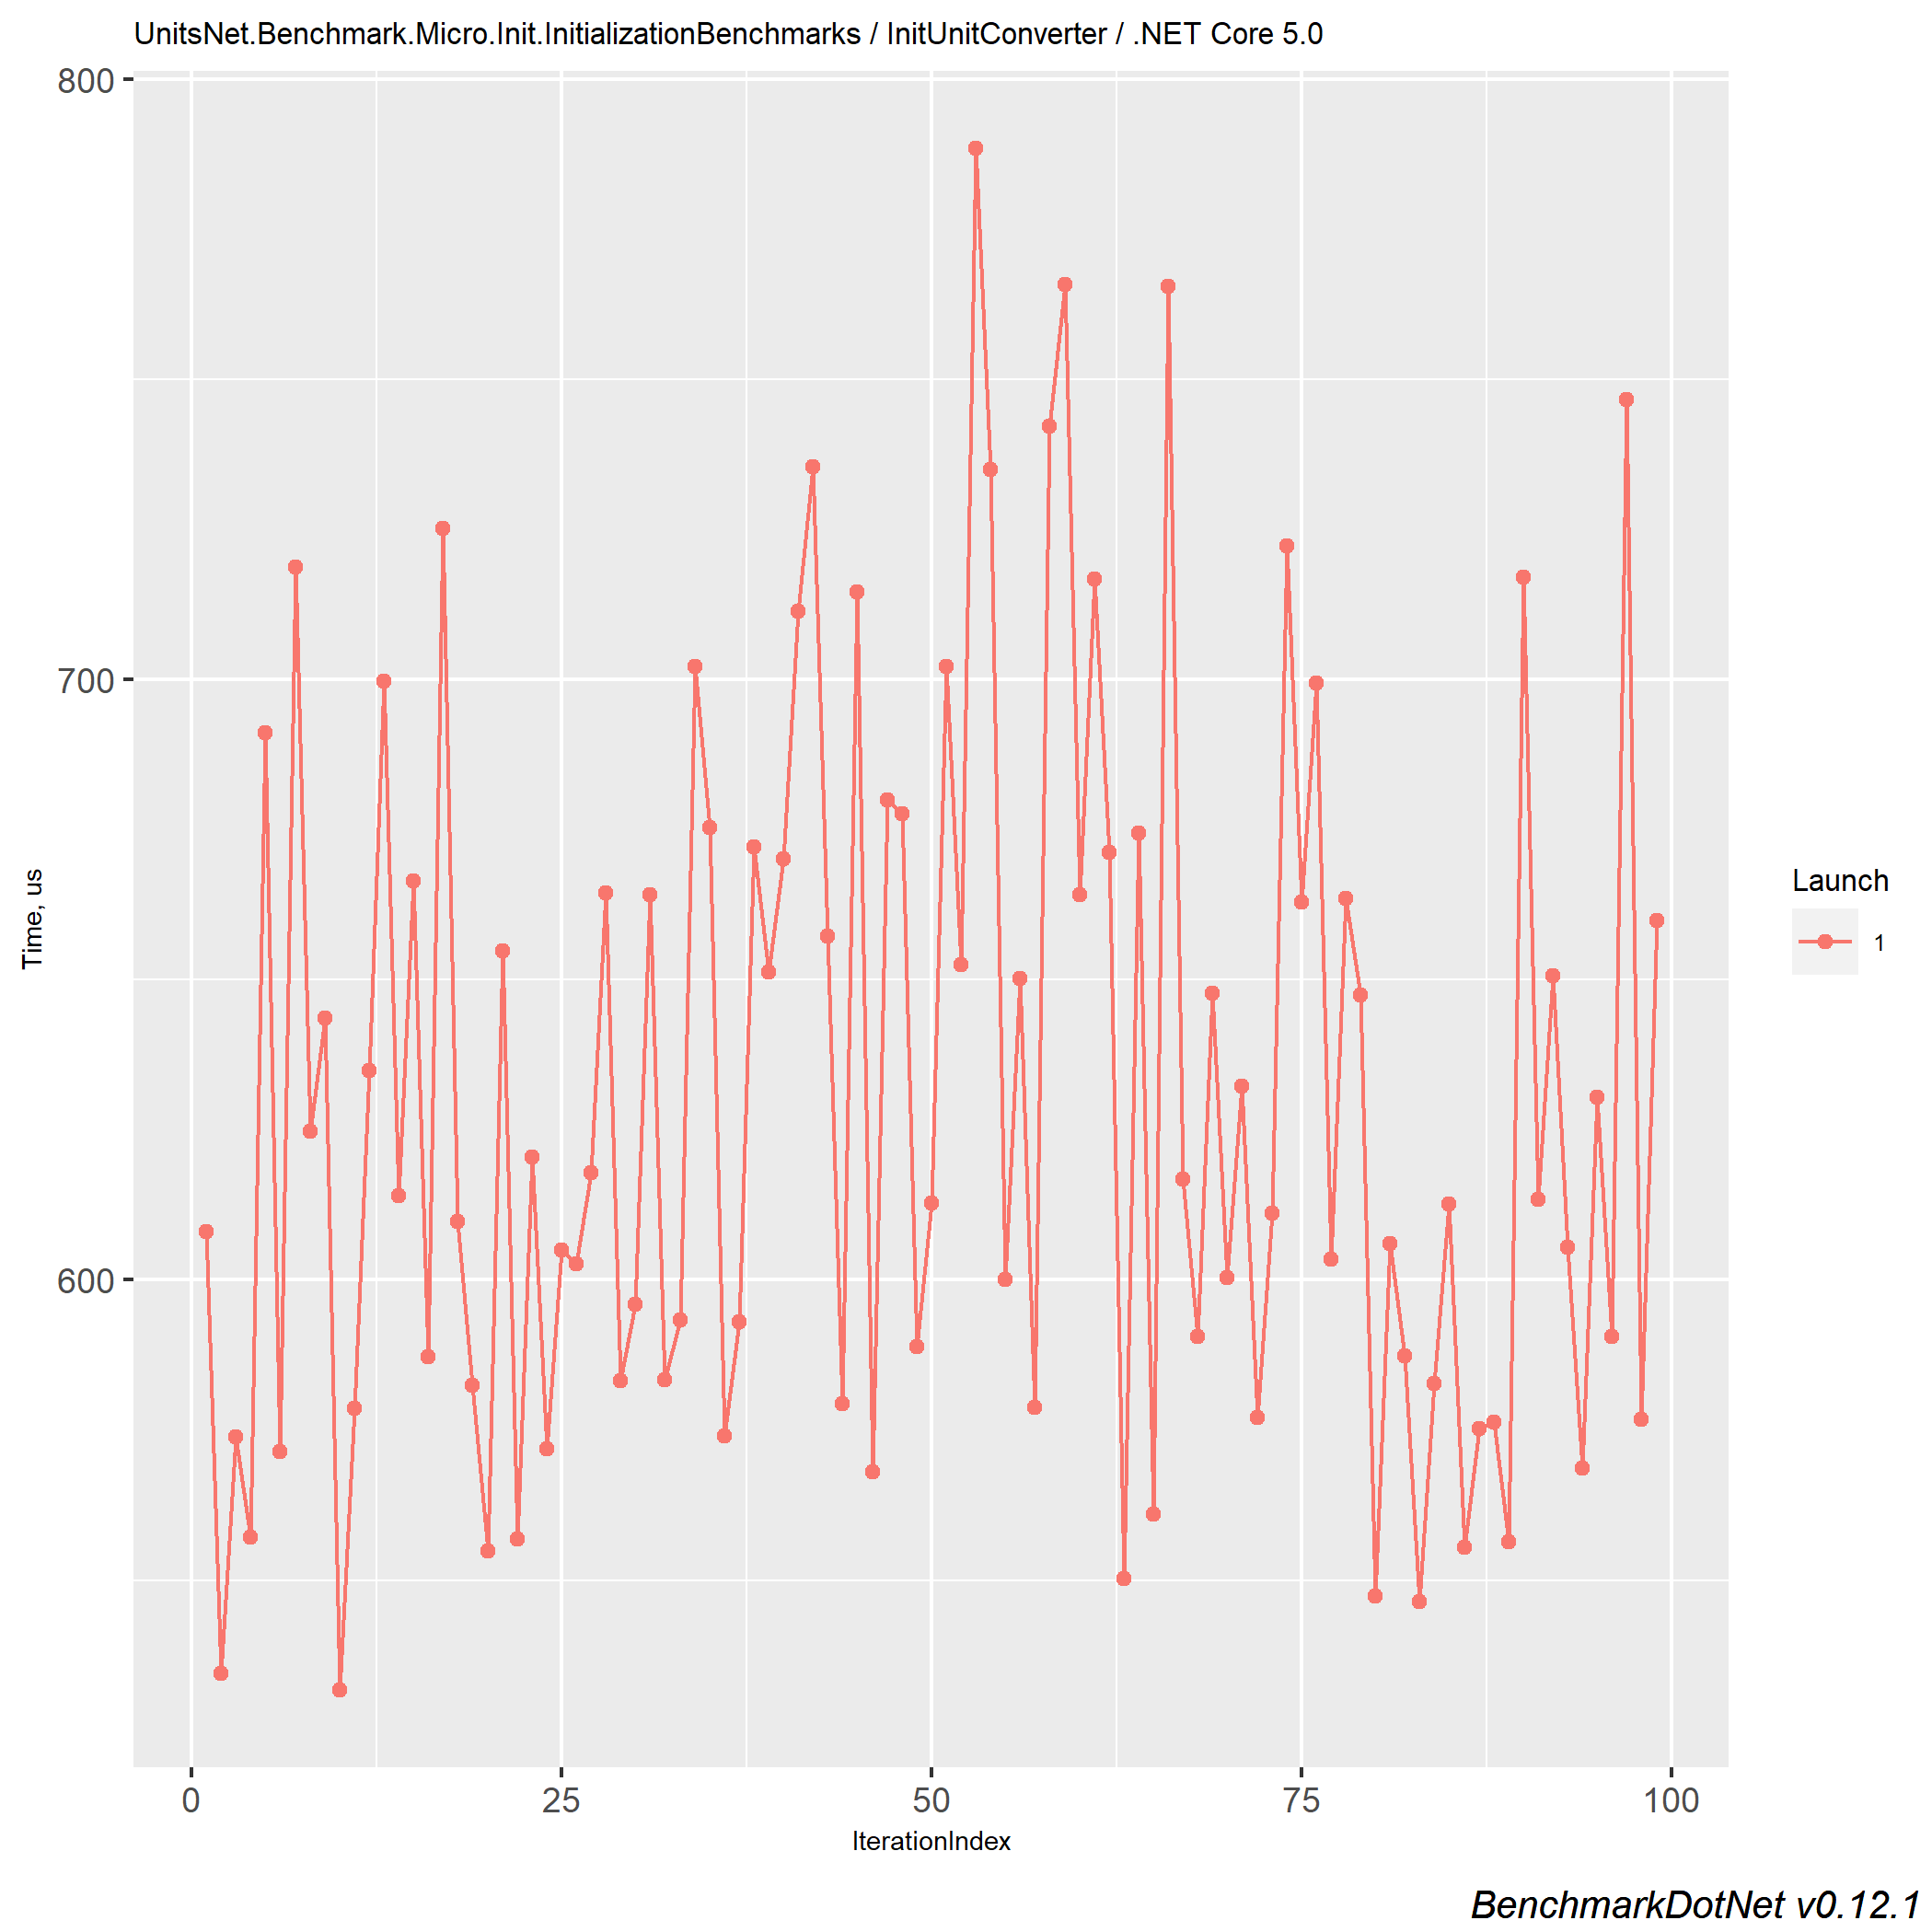 UnitsNet.Benchmark.Micro.Init.InitializationBenchmarks / InitUnitConverter / .NET Core 5.0
800
700
600
Time, us
0 25 50 75 100
IterationIndex
Launch
1
BenchmarkDotNet v0.12.1